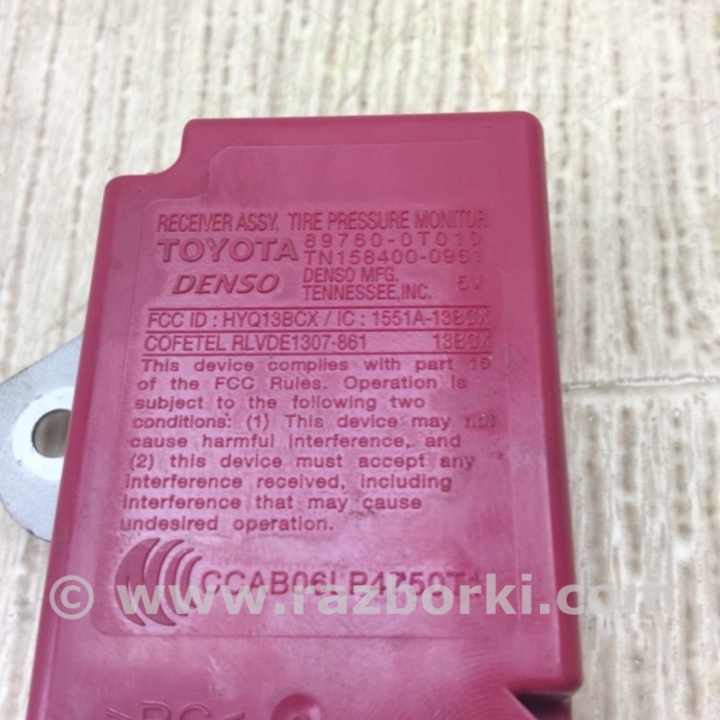 RECEIVER ASSY, TIRE PRESSURE MONITOR
TOYOTA 89760-0T010
TN158400-0961
DENSO DENSO MFG. 5V
TENNESSEE, INC.
FCC ID : HYQ13BCX / IC : 1551A-13BCX
COFETEL RLVDE1307-861 13BCX
This device complies with part 15
of the FCC Rules. Operation is
subject to the following two
conditions: (1) This device may not
cause harmful interference, and
(2) this device must accept any
interference received, including
interference that may cause
undesired operation.
CCAB06LP4750T4
© www.razborki.com
>PC<